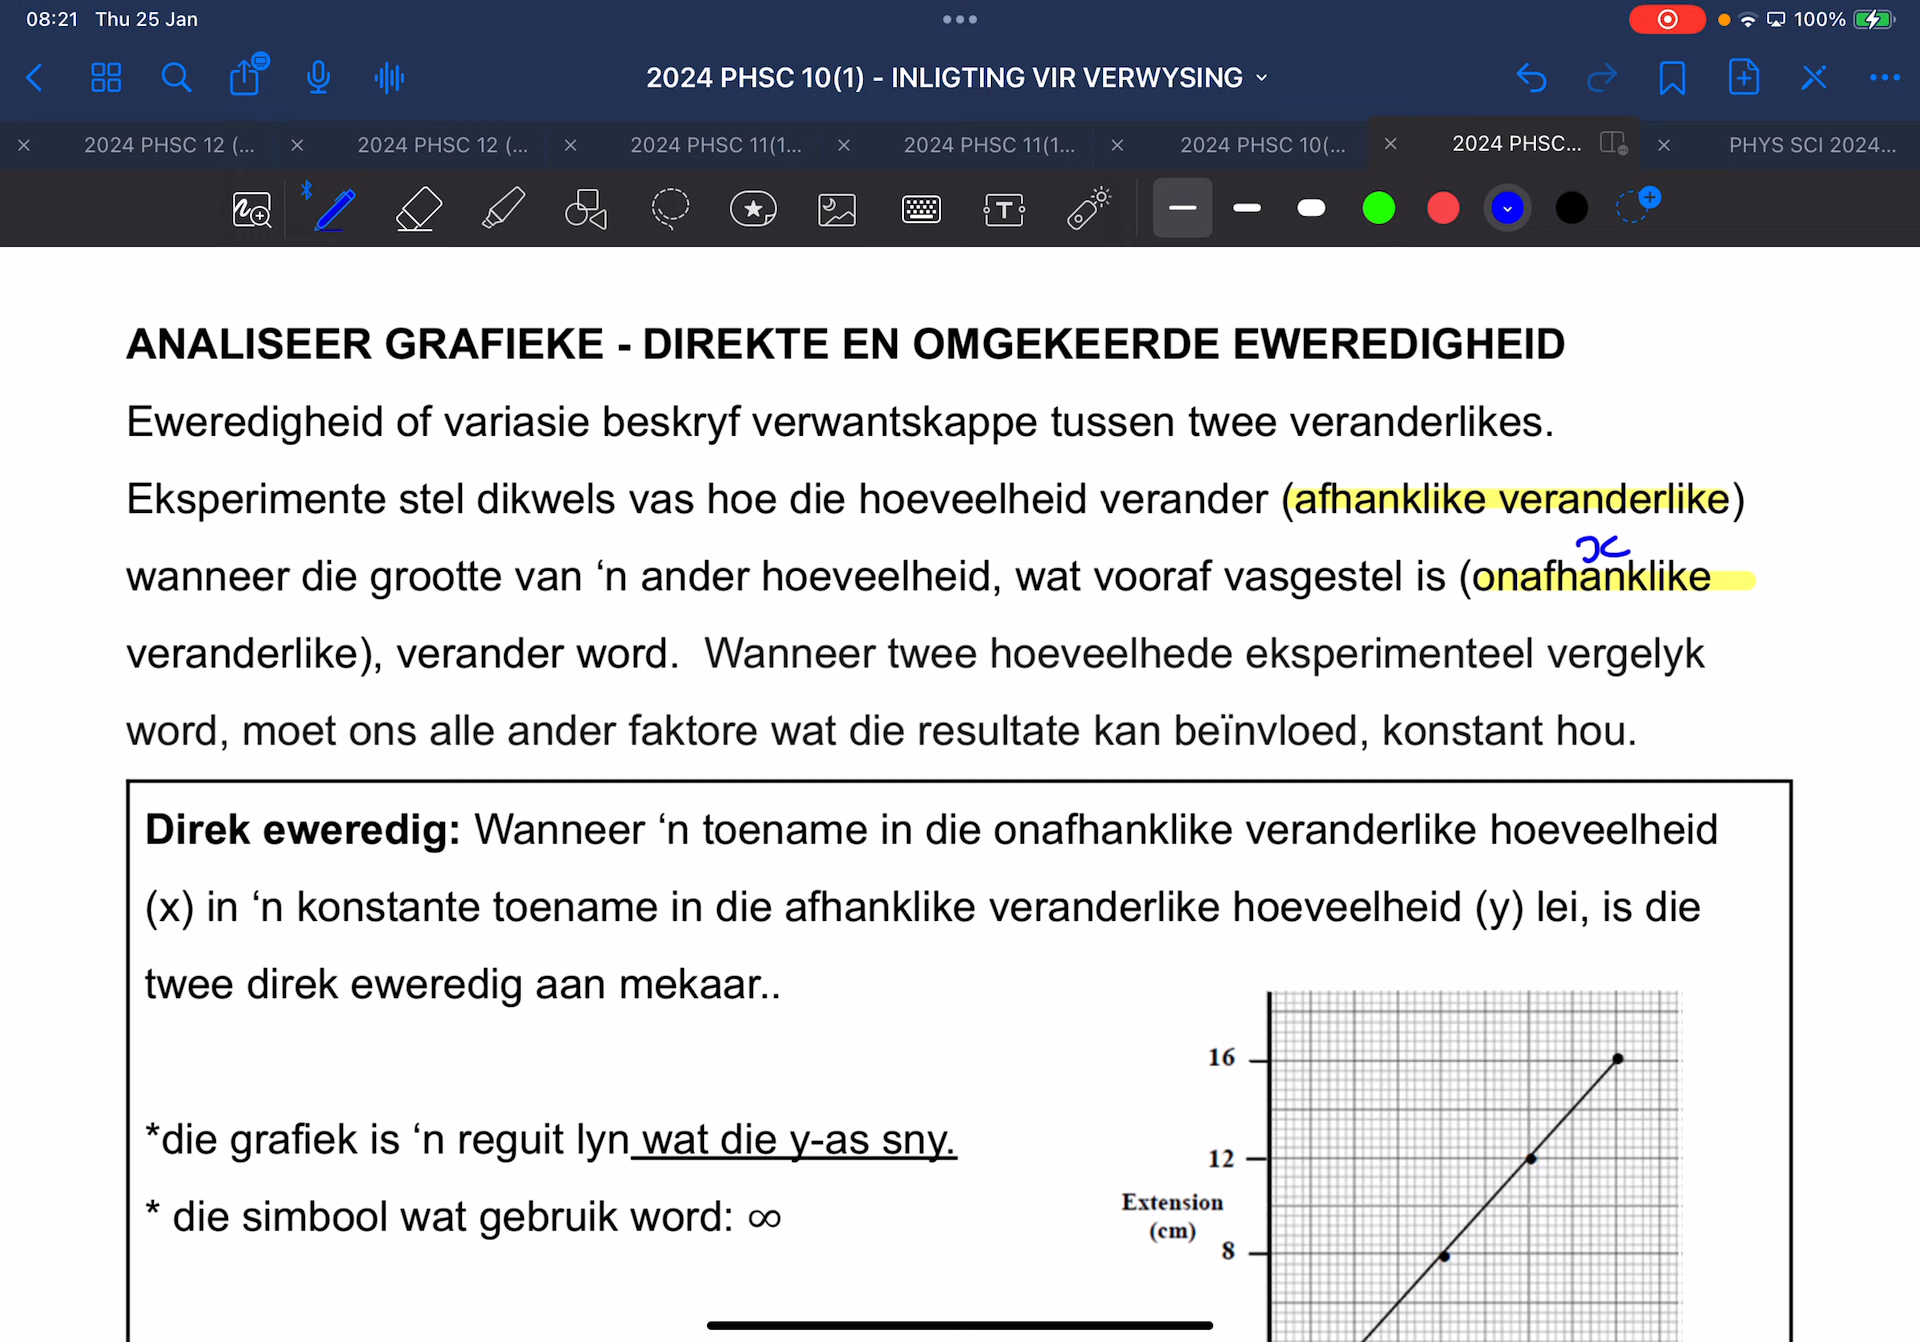 08:21 Thu 25 Jan
100%
2024 PHSC 10(1) - INLIGTING VIR VERWYSING
2024 PHSC 12 (...
2024 PHSC 12 (...
2024 PHSC 11(1...
2024 PHSC 11(1...
2024 PHSC 10(...
2024 PHSC...
PHYS SCI 2024...
T
ANALISEER GRAFIEKE - DIREKTE EN OMGEKEERDE EWEREDIGHEID
Eweredigheid of variasie beskryf verwantskappe tussen twee veranderlikes.
Eksperimente stel dikwels vas hoe die hoeveelheid verander (afhanklike veranderlike)
x
wanneer die grootte van ‘n ander hoeveelheid, wat vooraf vasgestel is (onafhanklike
veranderlike), verander word. Wanneer twee hoeveelhede eksperimenteel vergelyk
word, moet ons alle ander faktore wat die resultate kan beïnvloed, konstant hou.
Direk eweredig: Wanneer ‘n toename in die onafhanklike veranderlike hoeveelheid
(x) in ‘n konstante toename in die afhanklike veranderlike hoeveelheid (y) lei, is die
twee direk eweredig aan mekaar..
*die grafiek is ‘n reguit lyn wat die y-as sny.
* die simbool wat gebruik word: ∞
16
12
Extension
(cm)
8